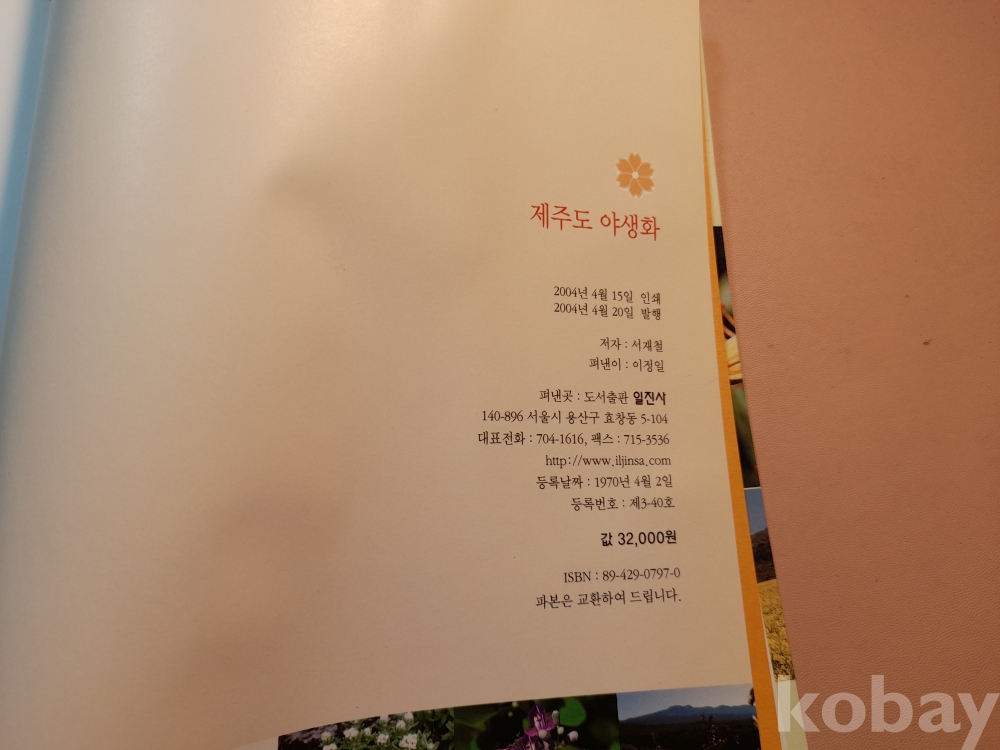 제주도 야생화
2004년 4월 15일 인쇄
2004년 4월 20일 발행
저자 : 서재철
펴낸이 : 이정일
펴낸곳 : 도서출판 일진사
140-896 서울시 용산구 효창동 5-104
대표전화 : 704-1616, 팩스 : 715-3536
http://www.iljinsa.com
등록날짜 : 1970년 4월 2일
등록번호 : 제3-40호
값 32,000원
ISBN : 89-429-0797-0
파본은 교환하여 드립니다.
kobay